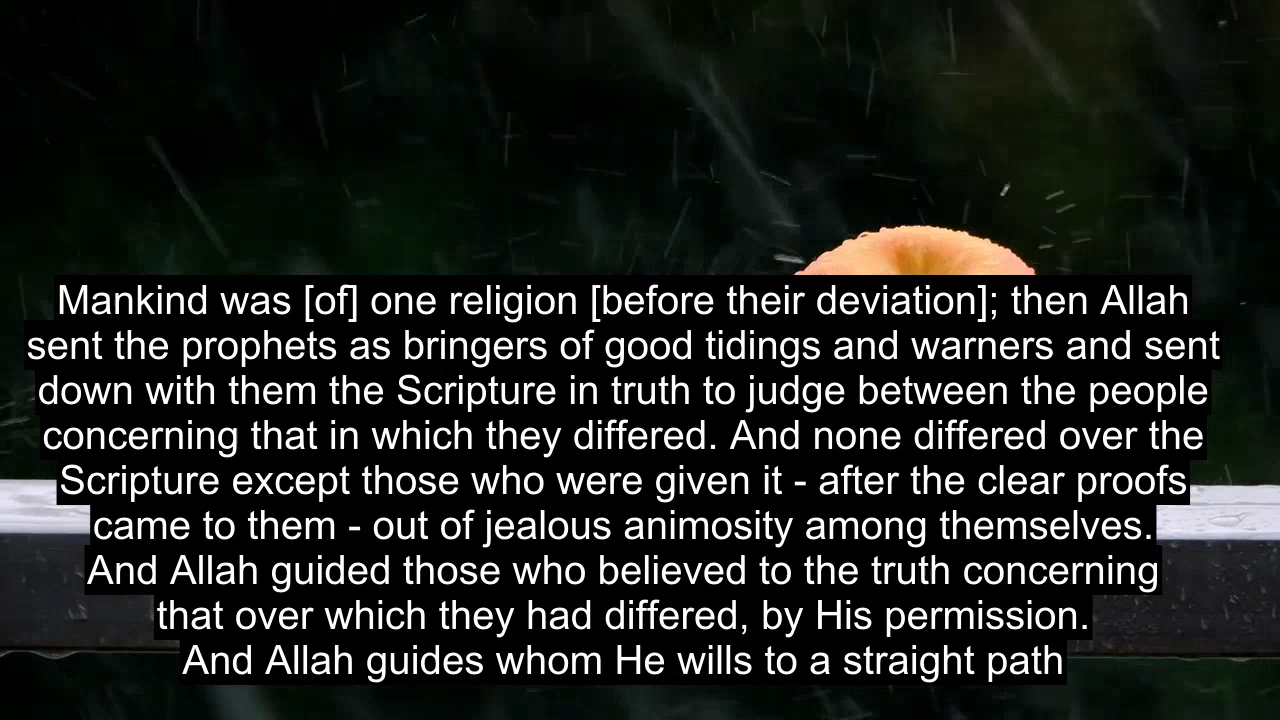 Mankind was [of] one religion [before their deviation]; then Allah
sent the prophets as bringers of good tidings and warners and sent
down with them the Scripture in truth to judge between the people
concerning that in which they differed. And none differed over the
Scripture except those who were given it - after the clear proofs
came to them - out of jealous animosity among themselves.
And Allah guided those who believed to the truth concerning
that over which they had differed, by His permission.
And Allah guides whom He wills to a straight path